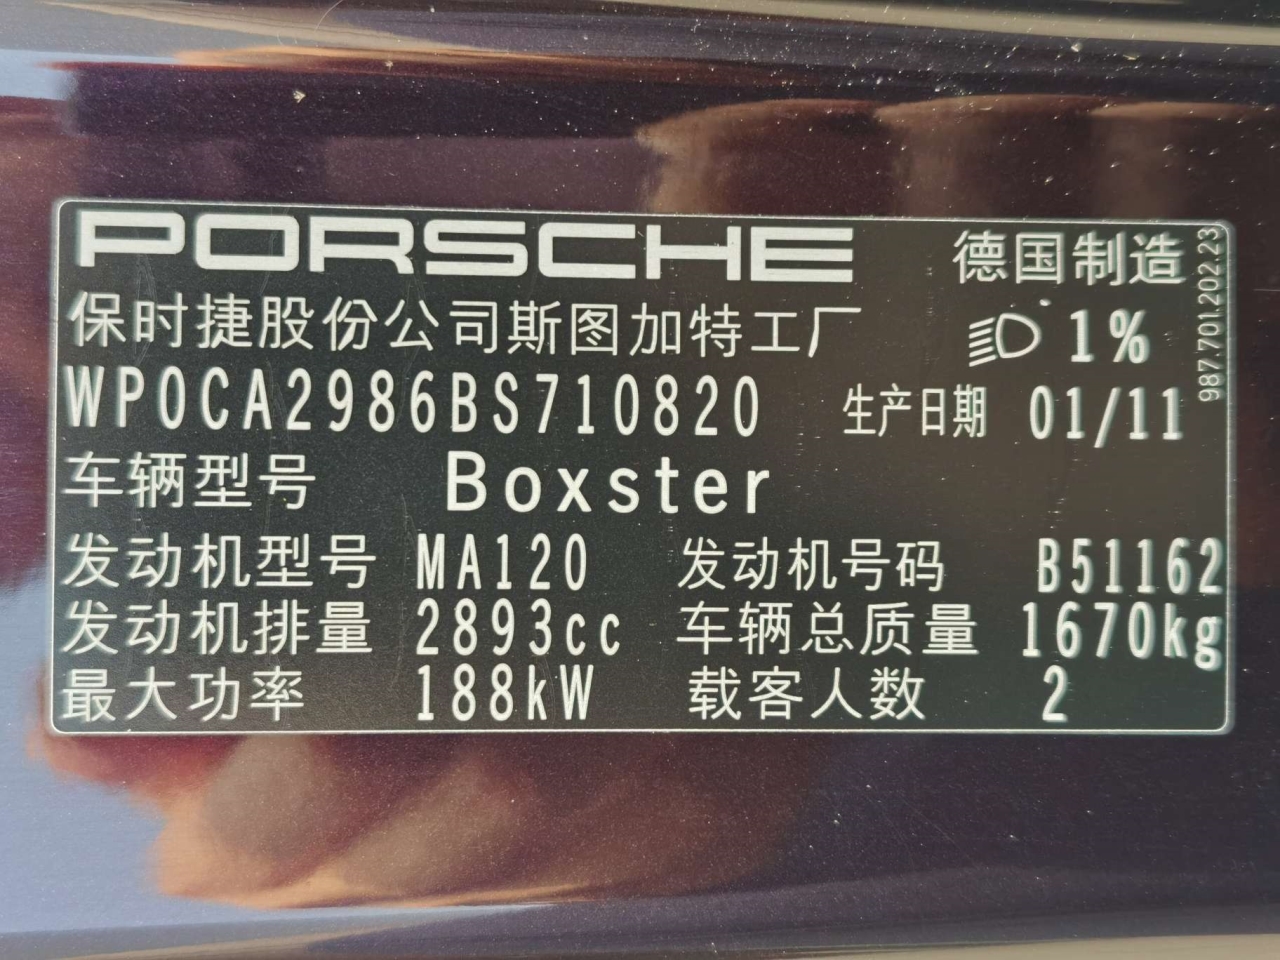 PORSCHE 德国制造
保时捷股份公司斯图加特工厂 1%
WP0CA2986BS710820 生产日期 01/11
车辆型号 Boxster
发动机型号 MA120 发动机号码 B51162
发动机排量 2893cc 车辆总质量 1670kg
最大功率 188kW 载客人数 2
987.701.202.23